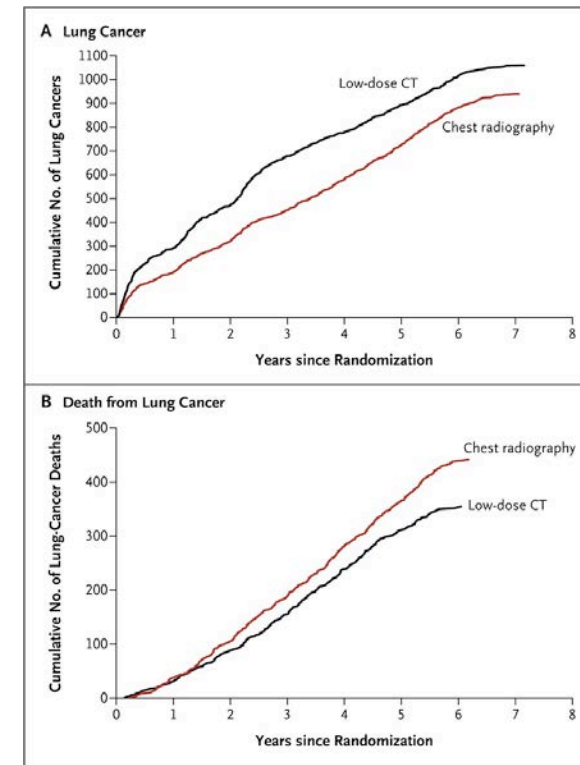 A Lung Cancer
1100
1000
900
800
700
600
500
400
300
200
100
0
Cumulative No. of Lung Cancers
Low-dose CT
Chest radiography
0 1 2 3 4 5 6 7 8
Years since Randomization
B Death from Lung Cancer
500
400
300
200
100
0
Cumulative No. of Lung-Cancer Deaths
Chest radiography
Low-dose CT
0 1 2 3 4 5 6 7 8
Years since Randomization